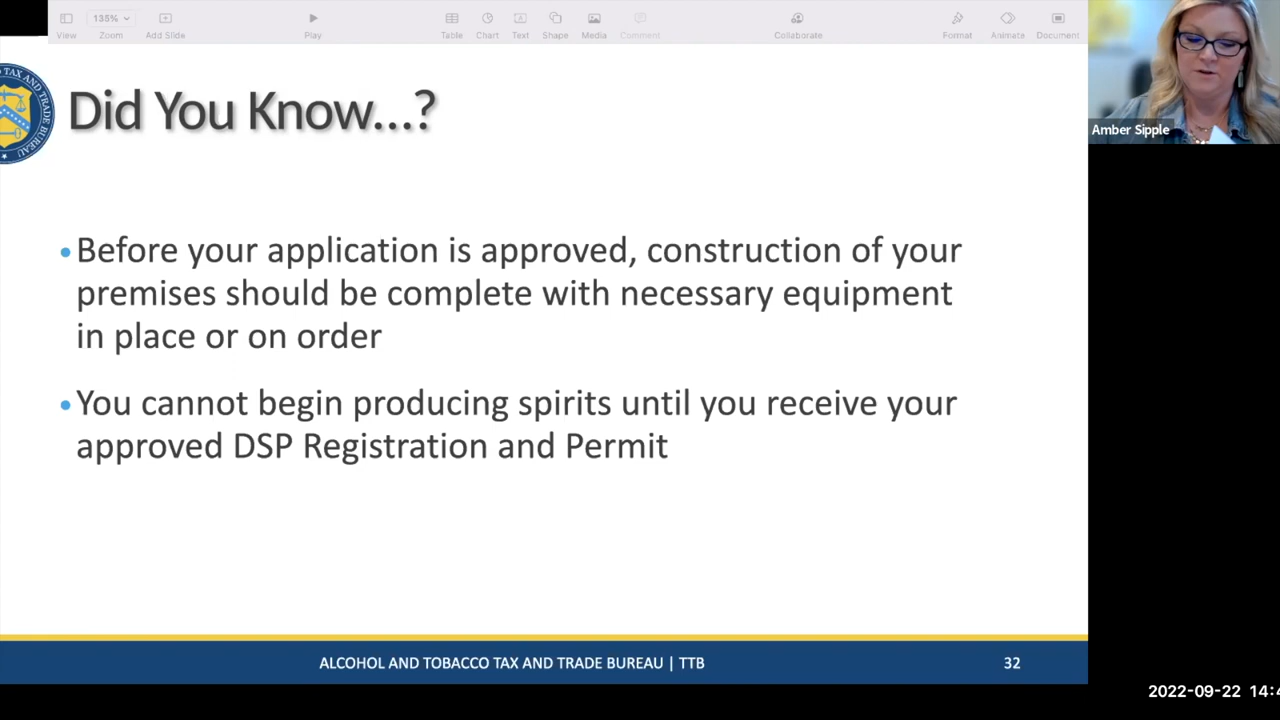 135%
View
Zoom
Add Slide
Play
Table
Chart
Text
Shape
Media
Comment
Collaborate
Format
Animate
Document
TAX AND TRADE BUREAU
Did You Know...?
Amber Sipple
• Before your application is approved, construction of your
premises should be complete with necessary equipment
in place or on order
• You cannot begin producing spirits until you receive your
approved DSP Registration and Permit
ALCOHOL AND TOBACCO TAX AND TRADE BUREAU | TTB
32
2022-09-22 14:4